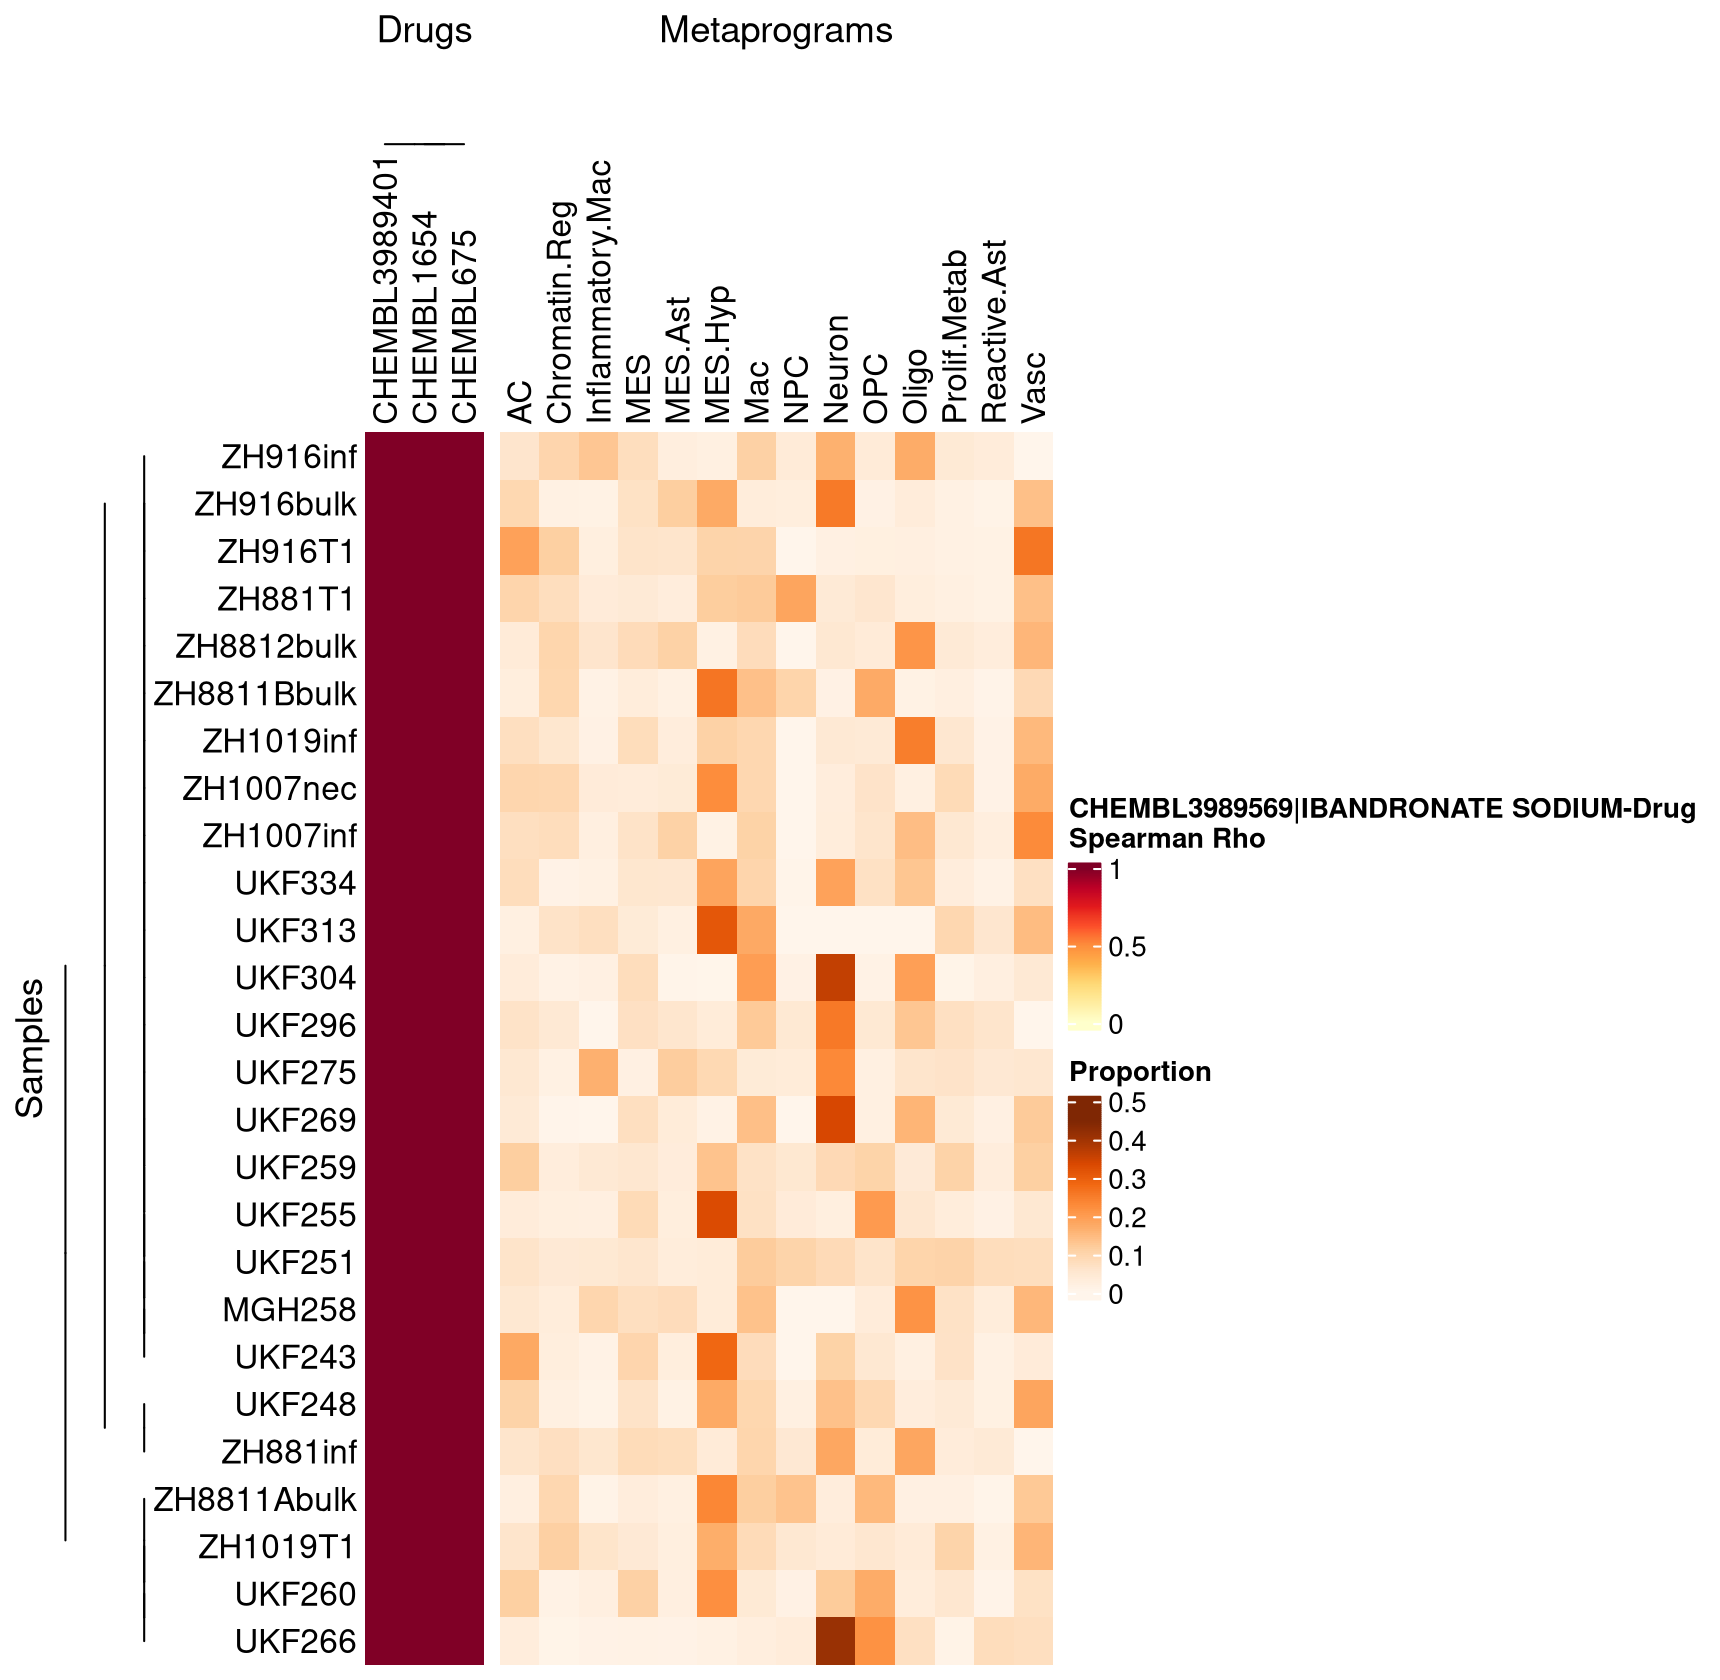 Drugs
Metaprograms
CHEMBL3989401
CHEMBL1654
CHEMBL675
AC
Chromatin.Reg
Inflammatory.Mac
MES
MES.Ast
MES.Hyp
Mac
NPC
Neuron
OPC
Oligo
Prolif.Metab
Reactive.Ast
Vasc
Samples
ZH916inf
ZH916bulk
ZH916T1
ZH881T1
ZH8812bulk
ZH8811Bbulk
ZH1019inf
ZH1007nec
ZH1007inf
UKF334
UKF313
UKF304
UKF296
UKF275
UKF269
UKF259
UKF255
UKF251
MGH258
UKF243
UKF248
ZH881inf
ZH8811Abulk
ZH1019T1
UKF260
UKF266
CHEMBL3989569|IBANDRONATE SODIUM-Drug
Spearman Rho
1
0.5
0
Proportion
0.5
0.4
0.3
0.2
0.1
0